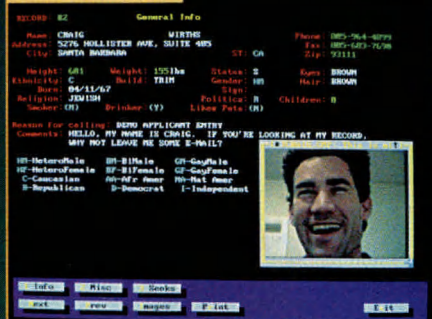 RECORD: 82 General Info
Name: CRAIG WIRTHS Phone: 805-964-4899
Address: 5276 HOLLISTER AVE, SUITE 405 Fax: 805-683-7698
City: SANTA BARBARA ST: CA Zip: 93111
Height: 601 Weight: 155lbs Status: S Eyes: BROWN
Ethnicity: C Build: TRIM Gender: HM Hair: BROWN
Born: 04/11/67 Sign:
Religion: JEWISH Politics: R Children: 0
Smoker: (N) Drinker (Y) Likes Pets: (N)
Reason for calling: DEMO APPLICANT ENTRY
Comments: HELLO, MY NAME IS CRAIG. IF YOU'RE LOOKING AT MY RECORD,
WHY NOT LEAVE ME SOME E-MAIL?
HM-HeteroMale BM-BiMale GM-GayMale
HF-HeteroFemale BF-BiFemale GF-GayFemale
C-Caucasian AA-Afr Amer NA-Nat Amer
R-Republican D-Democrat I-Independent
Info Misc Seeks
ext rev mages P int E it